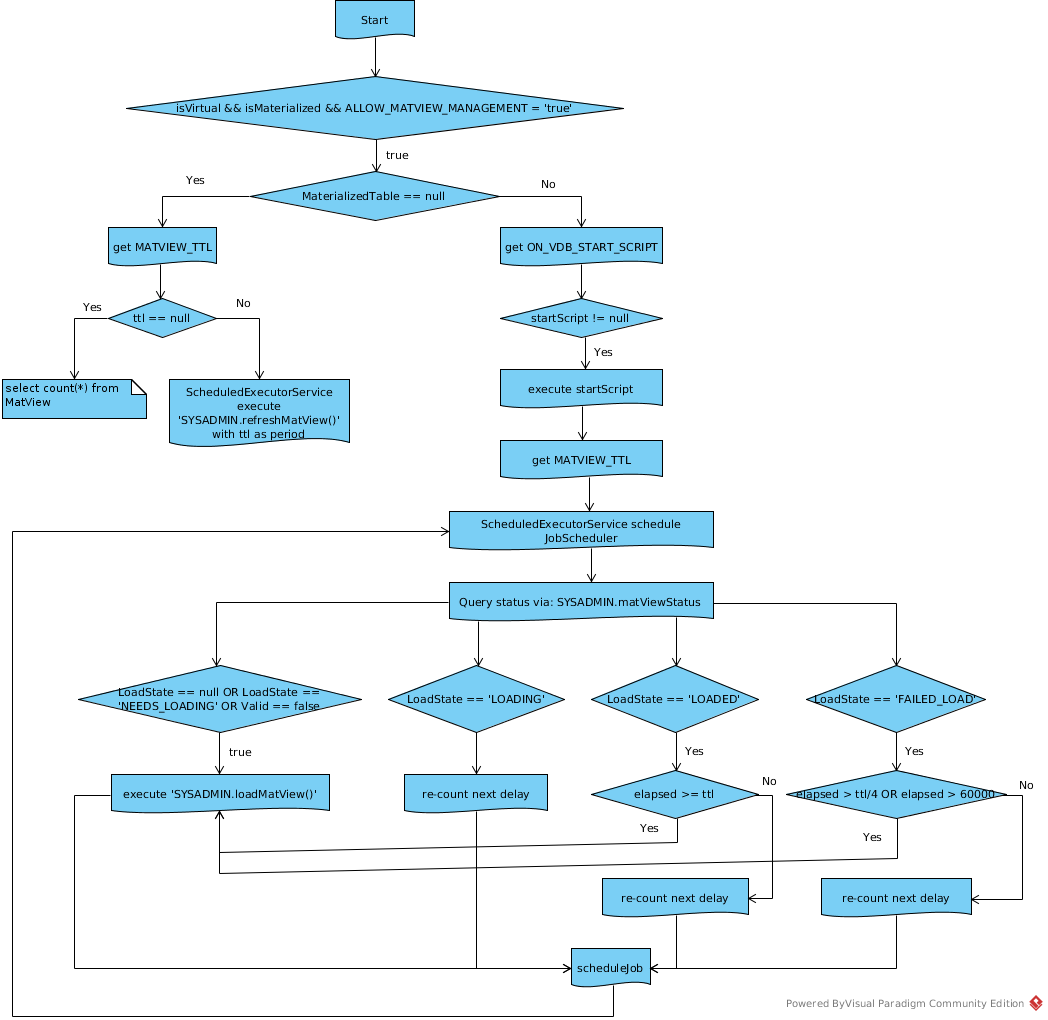 Start
isVirtual && isMaterialized && ALLOW_MATVIEW_MANAGEMENT = 'true'
true
MaterializedTable == null
Yes
No
get MATVIEW_TTL
get ON_VDB_START_SCRIPT
ttl == null
Yes
No
startScript != null
Yes
select count(*) from
MatView
ScheduledExecutorService
execute
'SYSADMIN.refreshMatView()'
with ttl as period
execute startScript
get MATVIEW_TTL
ScheduledExecutorService schedule
JobScheduler
Query status via: SYSADMIN.matViewStatus
LoadState == null OR LoadState ==
'NEEDS_LOADING' OR Valid == false
LoadState == 'LOADING'
LoadState == 'LOADED'
LoadState == 'FAILED_LOAD'
true
Yes
Yes
execute 'SYSADMIN.loadMatView()'
re-count next delay
elapsed >= ttl
No
elapsed > ttl/4 OR elapsed > 60000
No
Yes
Yes
re-count next delay
re-count next delay
scheduleJob
Powered ByVisual Paradigm Community Edition